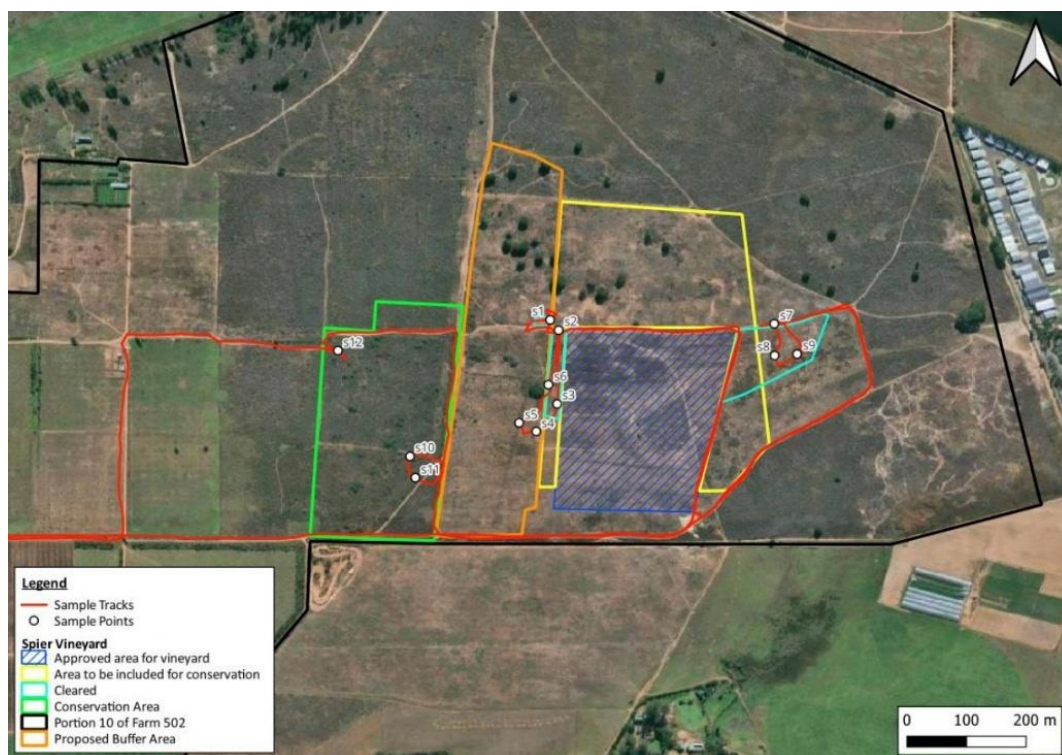 s1
s2
s7
s12
s8
s9
s6
s3
s5
s4
s10
s11
Legend
Sample Tracks
Sample Points
Spier Vineyard
Approved area for vineyard
Area to be included for conservation
Cleared
Conservation Area
Portion 10 of Farm 502
Proposed Buffer Area
0 100 200 m